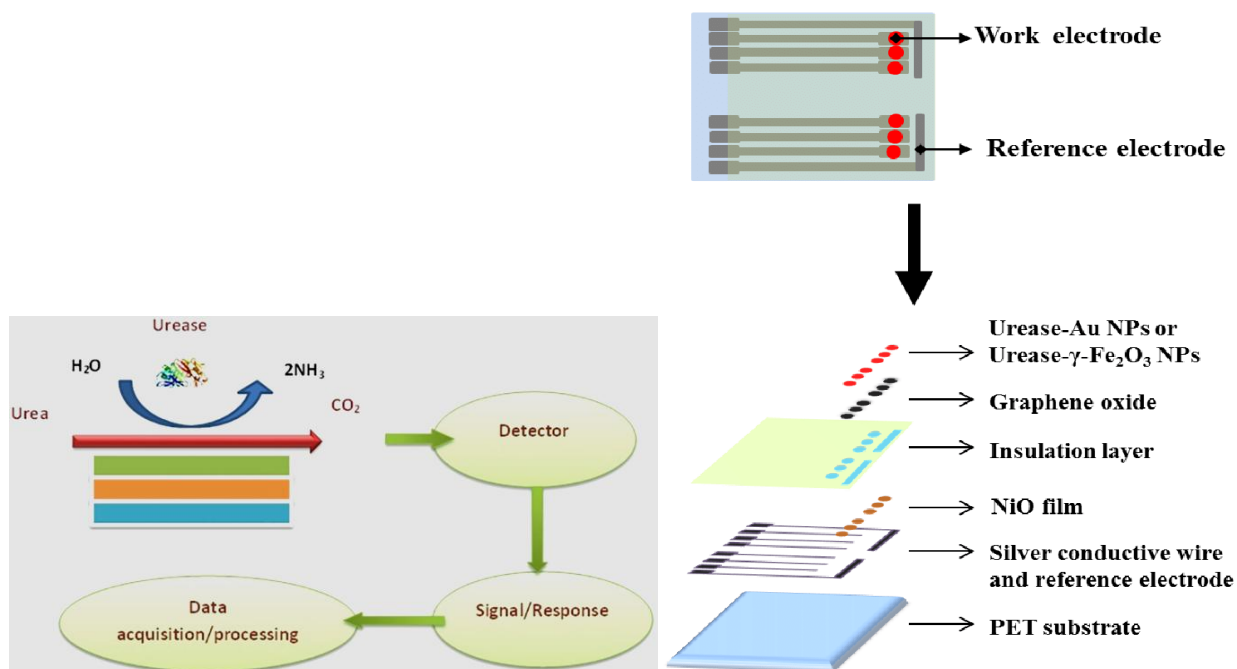 Work electrode
Reference electrode
Urease-Au NPs or
Urease-γ-Fe₂O₃ NPs
Graphene oxide
Insulation layer
NiO film
Silver conductive wire
and reference electrode
PET substrate
Urease
H₂O
2NH₃
Urea
CO₂
Detector
Signal/Response
Data
acquisition/processing